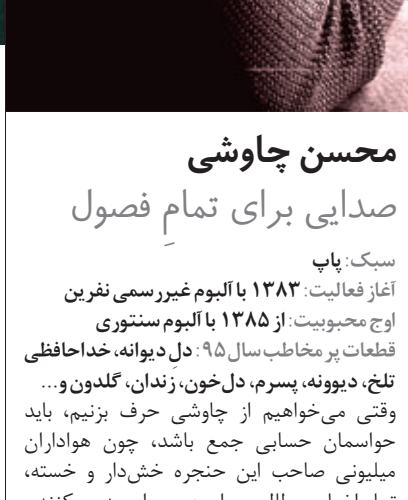 محسن چاوشی
صدایی برای تمامِ فصول
سبک: پاپ
آغاز فعالیت: ۱۳۸۳ با آلبوم غیررسمی نفرین
اوج محبوبیت: از ۱۳۸۵ با آلبوم سنتوری
قطعات پر مخاطب سال ۹۵: دلِ دیوانه، خداحافظی
تلخ، دیوونه، پسرم، دل‌خون، زندان، گلدون و...
وقتی می‌خواهیم از چاوشی حرف بزنیم، باید
حواسمان حسابی جمع باشد، چون هواداران
میلیونی صاحب این حنجره خش‌دار و خسته،